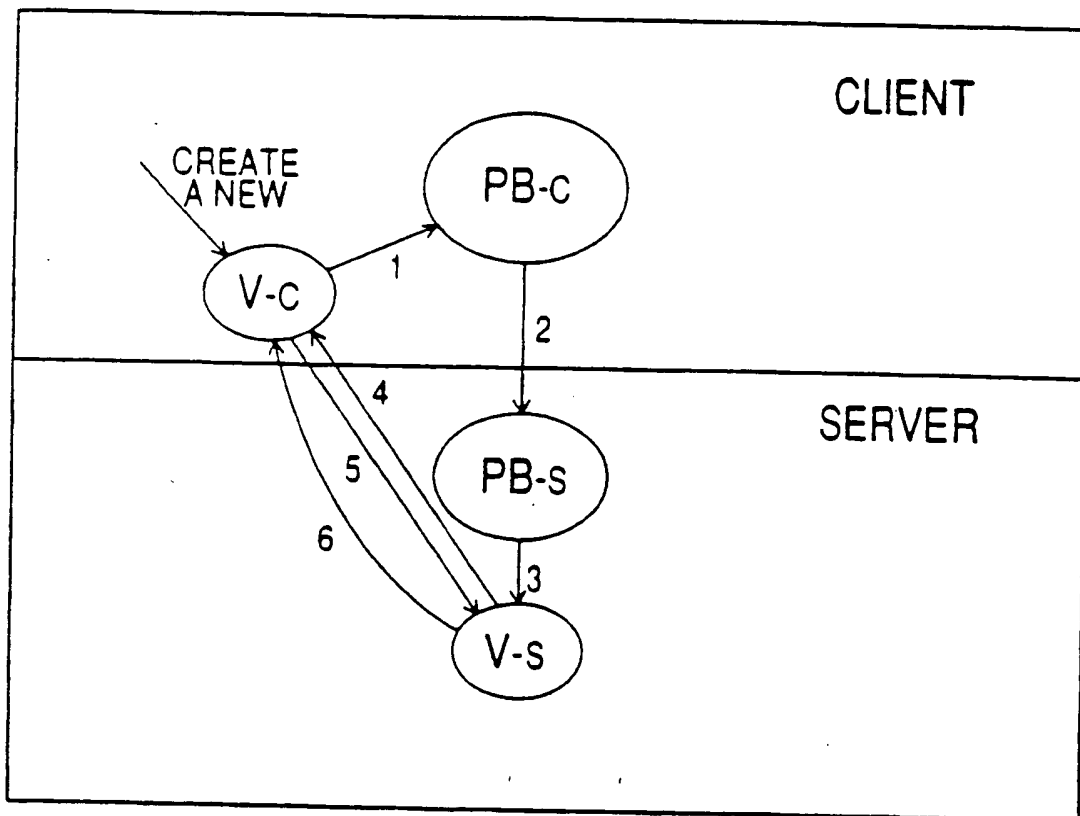 CLIENT
CREATE
A NEW
PB-C
V-C
1
2
4
SERVER
5
PB-S
6
3
V-S